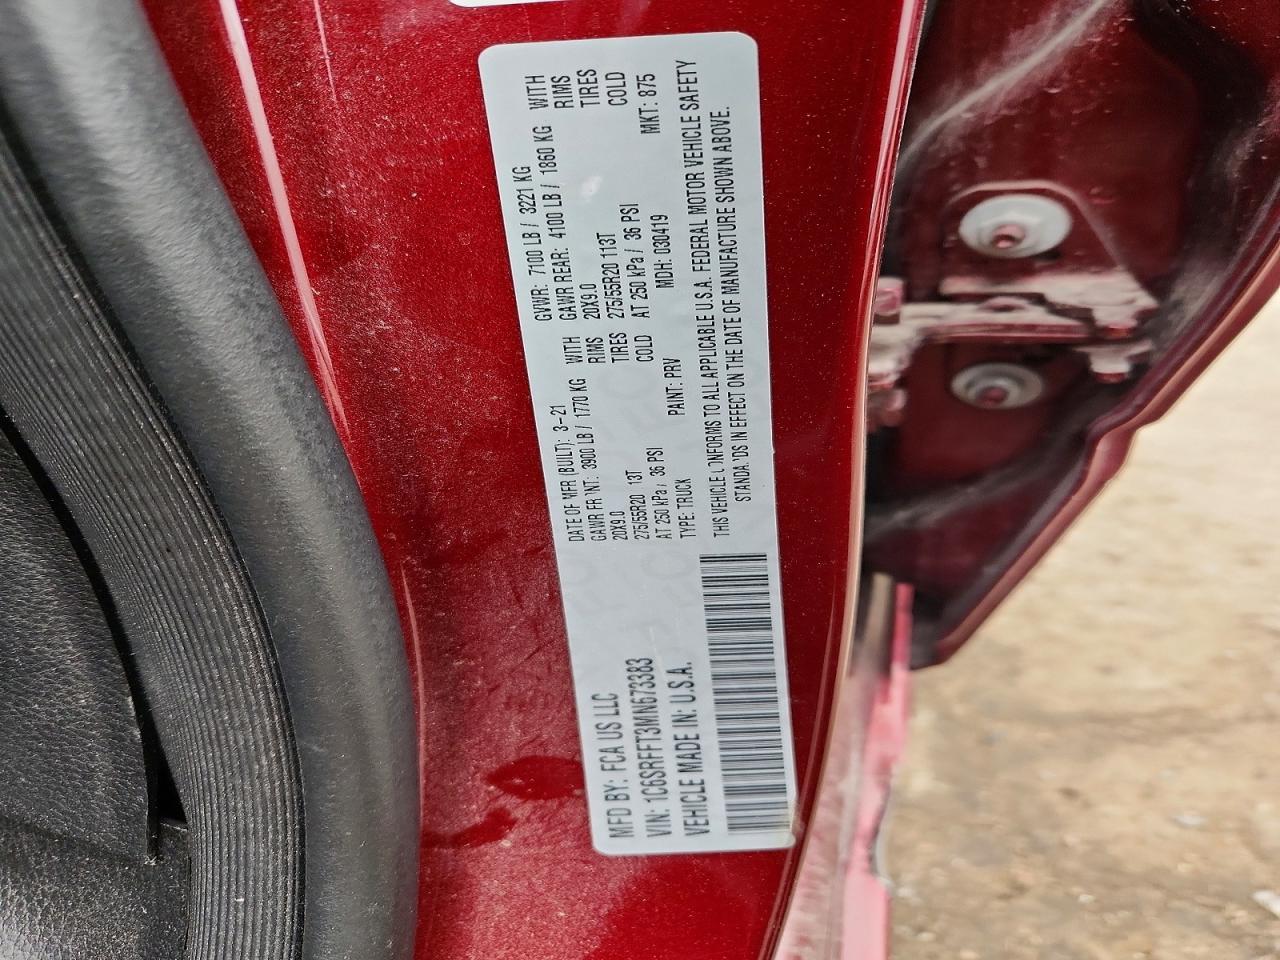 MFD BY: FCA US LLC
VIN: 1C6SRFFT3MN673383
VEHICLE MADE IN: U.S.A.
DATE OF MFR (BUILT): 3-21 GVWR: 7100 LB / 3221 KG
GAWR FRONT: 3900 LB / 1770 KG WITH GAWR REAR: 4100 LB / 1860 KG WITH
20X9.0 RIMS 20X9.0 RIMS
275/55R20 13T TIRES 275/55R20 113T TIRES
AT 250 kPa / 36 PSI COLD AT 250 kPa / 36 PSI COLD
TYPE: TRUCK PAINT: PRV MDH: 030419 MKT: 875
THIS VEHICLE CONFORMS TO ALL APPLICABLE U.S.A. FEDERAL MOTOR VEHICLE SAFETY
STANDARDS IN EFFECT ON THE DATE OF MANUFACTURE SHOWN ABOVE.